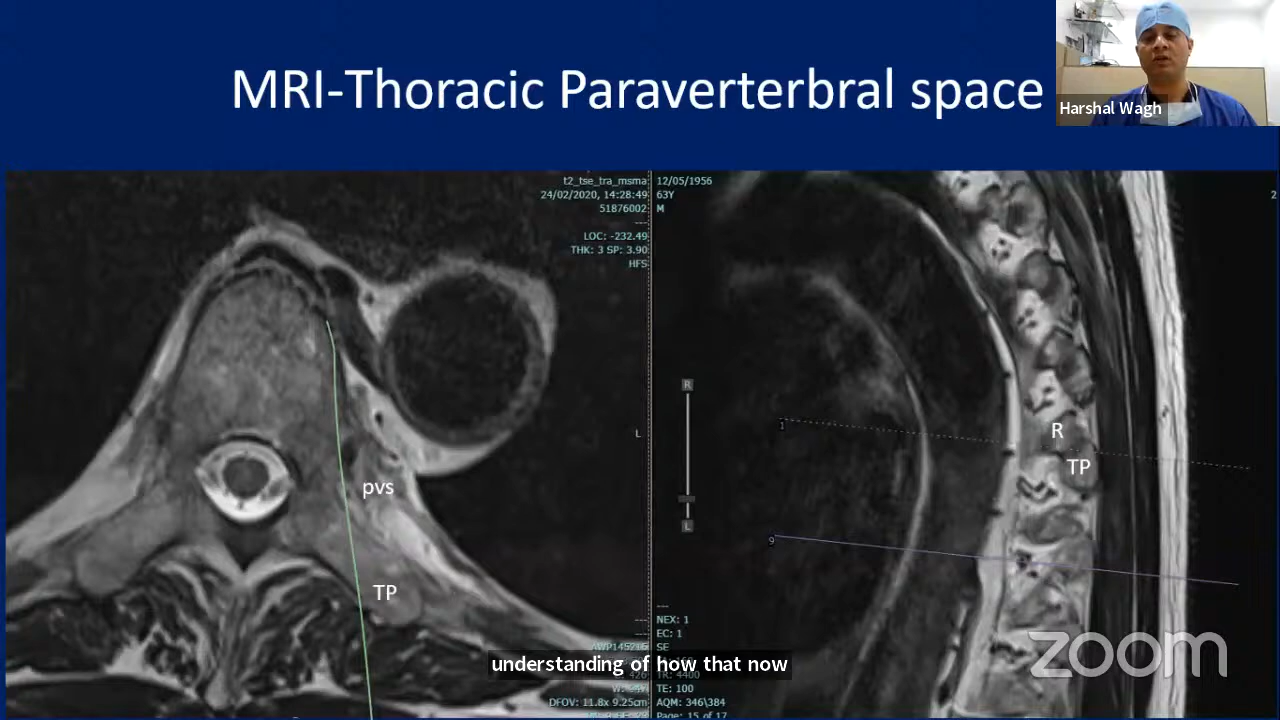 MRI-Thoracic Paraverterbral space
Harshal Wagh
t2_tse_tra_msma
24/02/2020, 14:28:49
51876002
---
LOC: -232.49
THK: 3 SP: 3.90
HFS
L
pvs
TP
12/05/1956
63Y
M
2
R
L
1
9
R
TP
---
NEX: 1
EC: 1
SE
TR: 4400
TE: 100
AQM: 346\384
Page: 15 of 17
DFOV: 11.8x 9.25cm
understanding of how that now
zoom